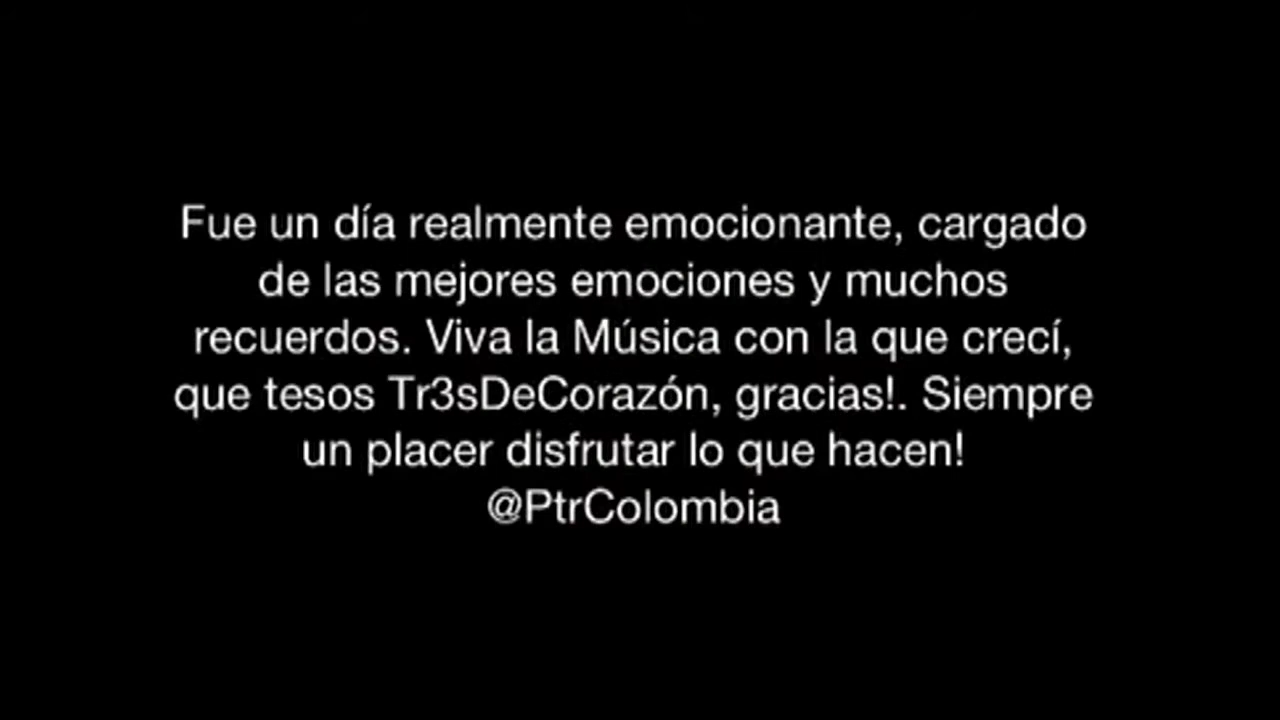 Fue un día realmente emocionante, cargado
de las mejores emociones y muchos
recuerdos. Viva la Música con la que crecí,
que tesos Tr3sDeCorazón, gracias!. Siempre
un placer disfrutar lo que hacen!
@PtrColombia